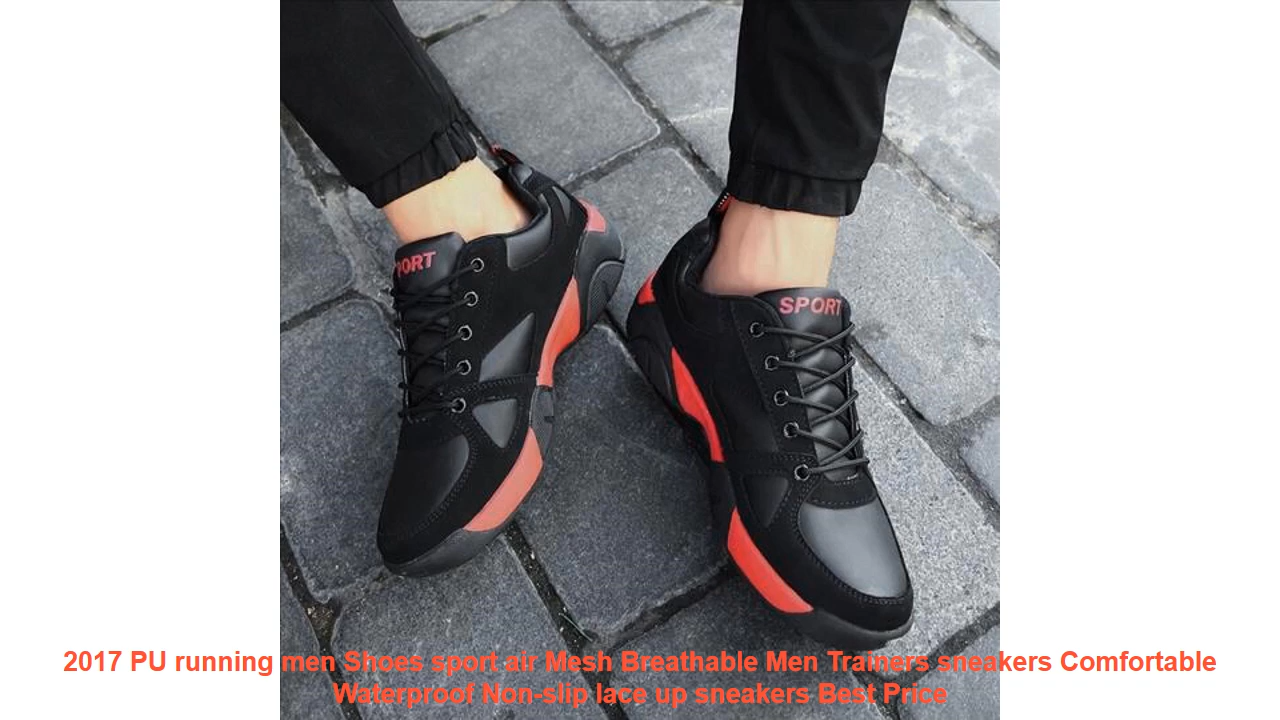 PORT
SPORT
2017 PU running men Shoes sport air Mesh Breathable Men Trainers sneakers Comfortable
Waterproof Non-slip lace up sneakers Best Price